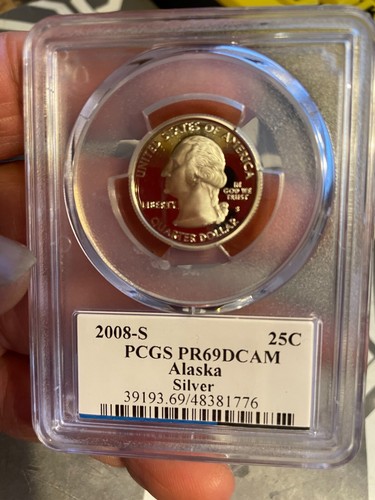 UNITED STATES OF AMERICA
IN
GOD WE
TRUST
LIBERTY
S
QUARTER DOLLAR
2008-S 25C
PCGS PR69DCAM
Alaska
Silver
39193.69/48381776